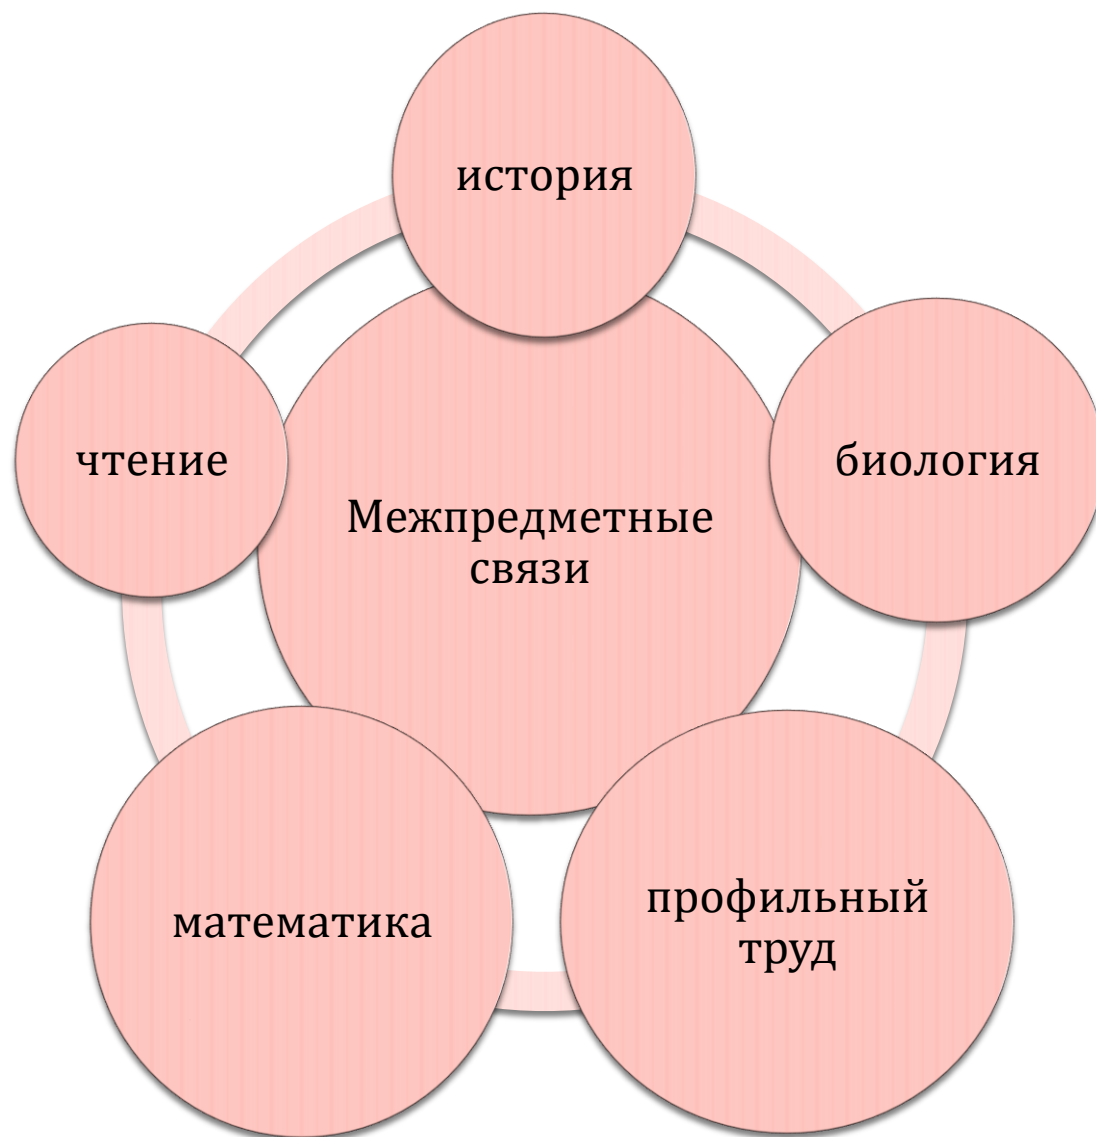 история
чтение
биология
Межпредметные
связи
математика
профильный
труд